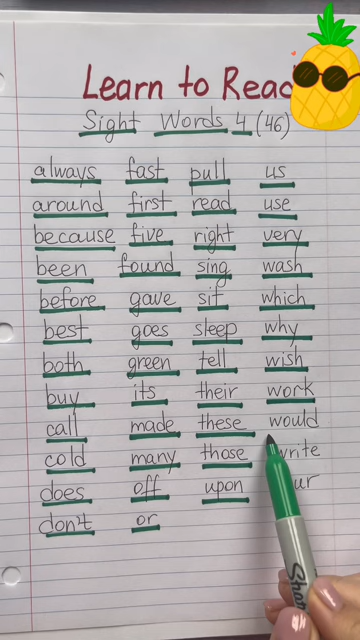 Learn to Read
Sight Words 4 (46)
always fast pull us
around first read use
because five right very
been found sing wash
before gave sit which
best goes sleep why
both green tell wish
buy its their work
call made these would
cold many those write
does off upon
don't or